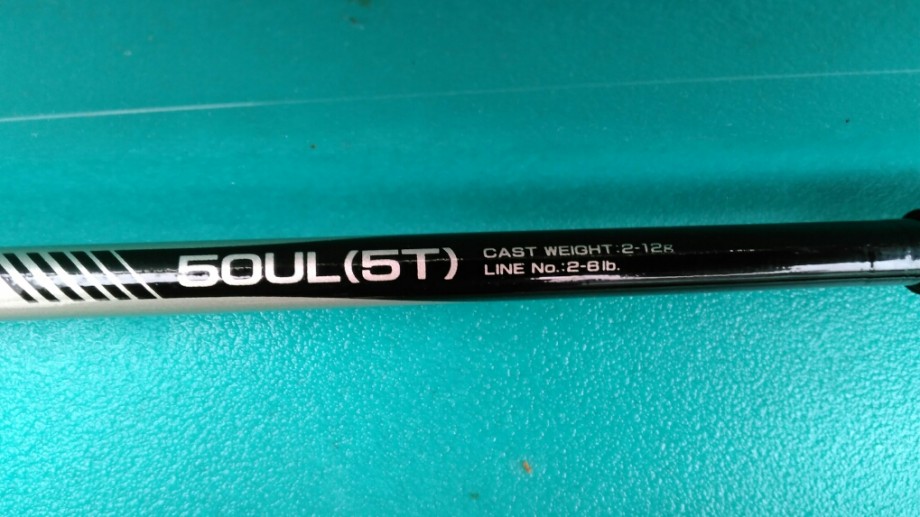 50UL(5T)
CAST WEIGHT:2-12g
LINE No.:2-6lb.